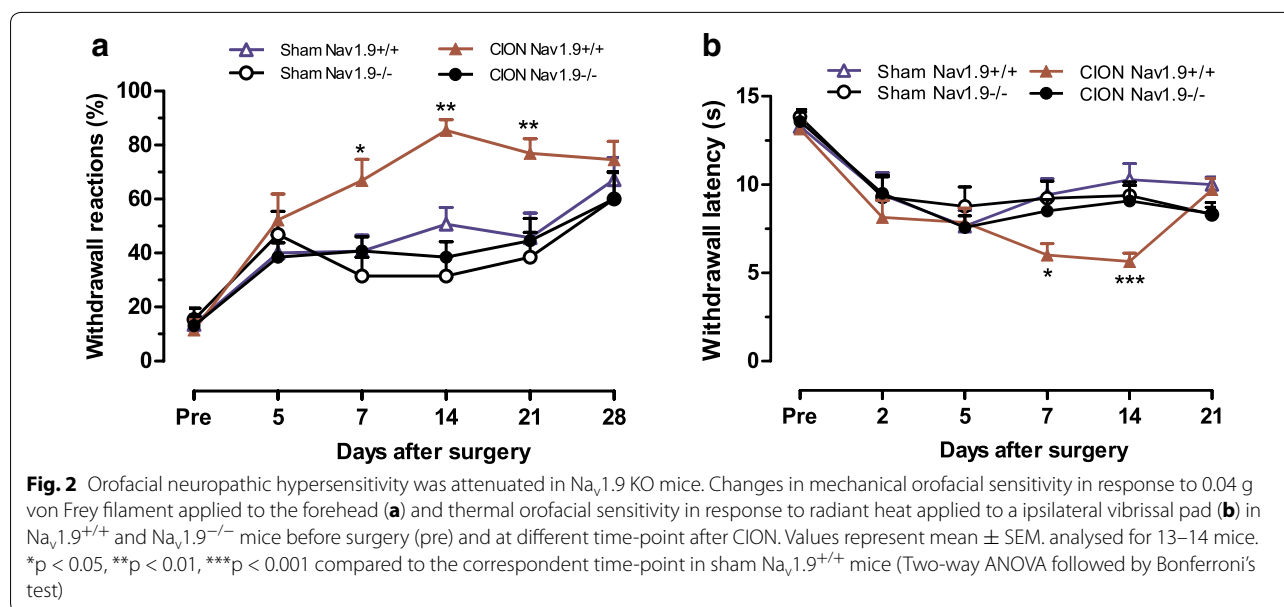 a
Sham Nav1.9+/+ CION Nav1.9+/+
Sham Nav1.9-/- CION Nav1.9-/-
Withdrawall reactions (%)
100
80
60
40
20
0
* ** **
Pre 5 7 14 21 28
Days after surgery
b
Sham Nav1.9+/+ CION Nav1.9+/+
Sham Nav1.9-/- CION Nav1.9-/-
Withdrawall latency (s)
15
10
5
0
* ***
Pre 2 5 7 14 21
Days after surgery
Fig. 2 Orofacial neuropathic hypersensitivity was attenuated in Nav1.9 KO mice. Changes in mechanical orofacial sensitivity in response to 0.04 g
von Frey filament applied to the forehead (a) and thermal orofacial sensitivity in response to radiant heat applied to a ipsilateral vibrissal pad (b) in
Nav1.9+/+ and Nav1.9−/− mice before surgery (pre) and at different time-point after CION. Values represent mean ± SEM. analysed for 13–14 mice.
*p < 0.05, **p < 0.01, ***p < 0.001 compared to the correspondent time-point in sham Nav1.9+/+ mice (Two-way ANOVA followed by Bonferroni's
test)